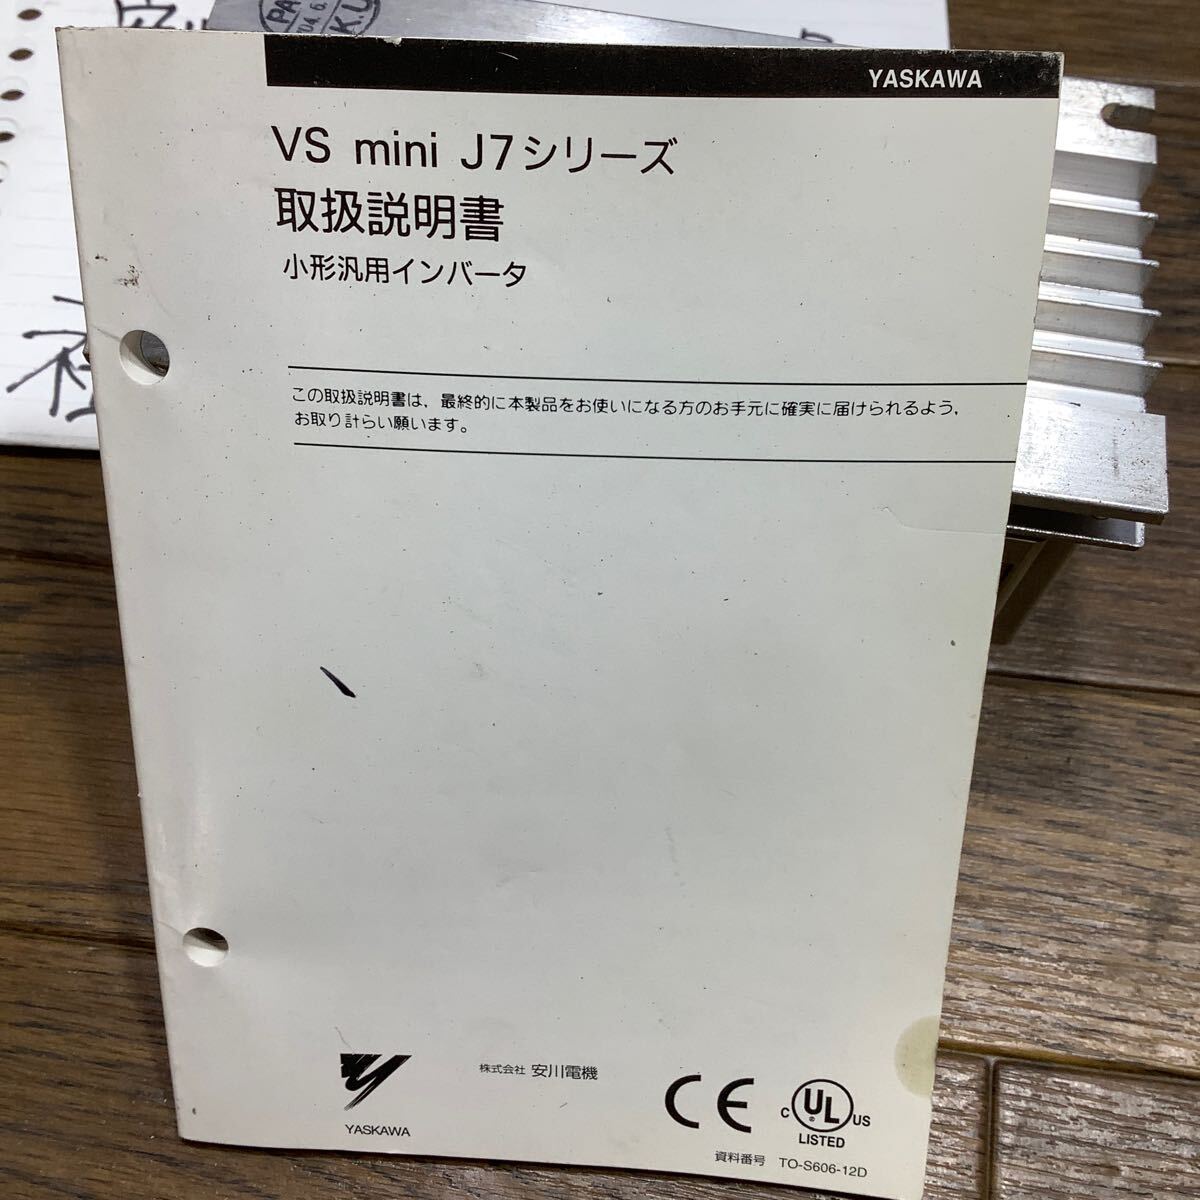 YASKAWA
VS mini J7シリーズ
取扱説明書
小形汎用インバータ
この取扱説明書は，最終的に本製品をお使いになる方のお手元に確実に届けられるよう，
お取り計らい願います。
YASKAWA
株式会社 安川電機
CE
C UL US
®
LISTED
資料番号 TO-S606-12D